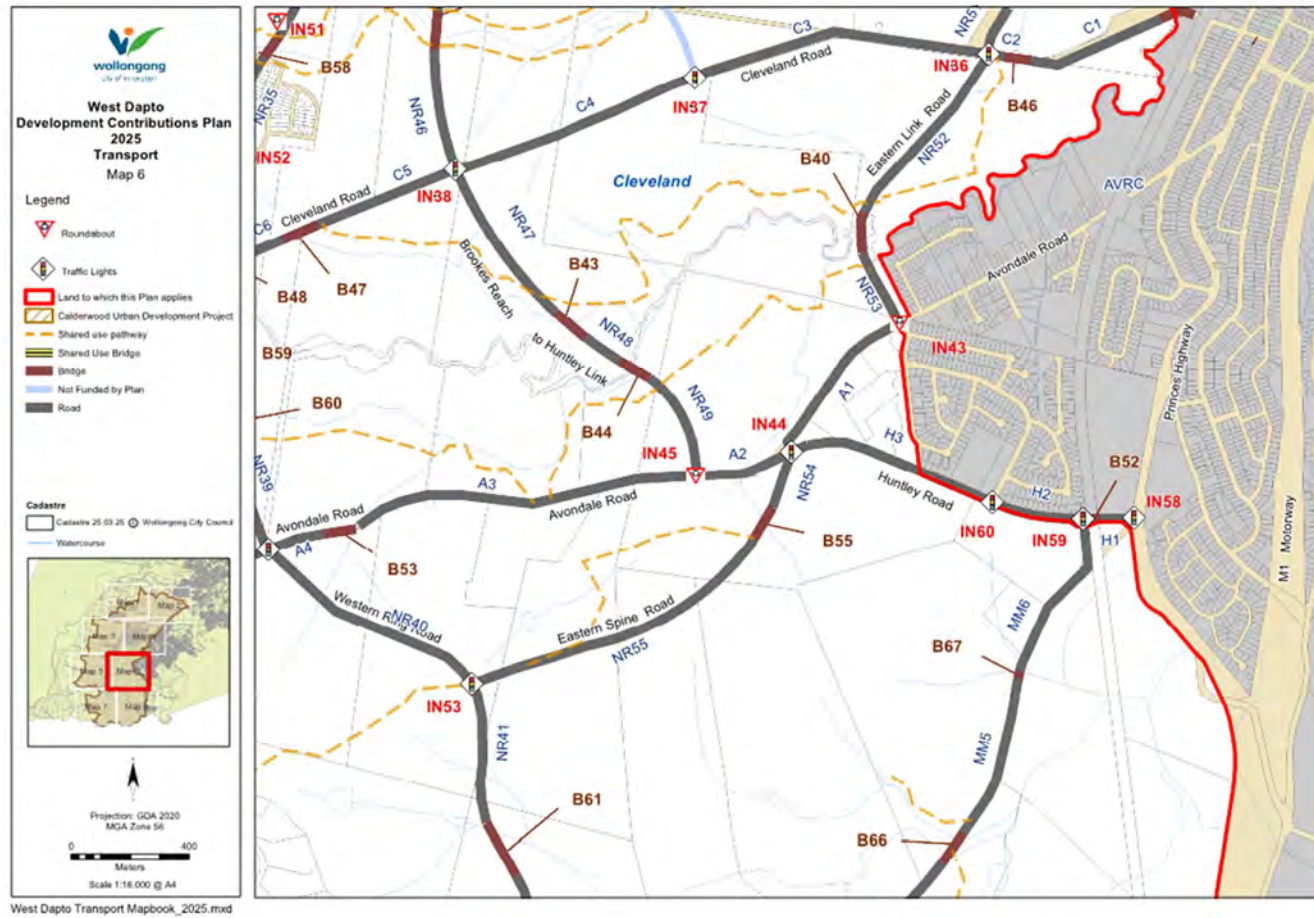 wollongong
city of innovation
West Dapto
Development Contributions Plan
2025
Transport
Map 6
Legend
Roundabout
Traffic Lights
Land to which this Plan applies
Calderwood Urban Development Project
Shared use pathway
Shared Use Bridge
Bridge
Not Funded by Plan
Road
Cadastre
Cadastre 25.03.25 © Wollongong City Council
Watercourse
Projection: GDA 2020
MGA Zone 56
0 400
Meters
Scale 1:16,000 @ A4
West Dapto Transport Mapbook_2025.mxd
IN51
B58
NR35
IN52
NR46
C3
Cleveland Road
C4
IN37
IN36
C2
C1
B46
Eastern Link Road
NR52
B40
Cleveland
AVRC
Avondale Road
C5
IN38
Cleveland Road
C6
B47
B48
NR47
Brookes Reach
to Huntley Link
B43
NR48
NR53
IN43
Princes Highway
M1 Motorway
B59
B60
B44
NR49
A1
IN44
IN45
A2
H3
Huntley Road
H2
B52
IN58
IN60
IN59
H1
NR39
A3
Avondale Road
Avondale Road
A4
B53
NR54
B55
Western Ring Road
NR40
Eastern Spine Road
NR55
IN53
NR41
B61
MM6
B67
MM5
B66